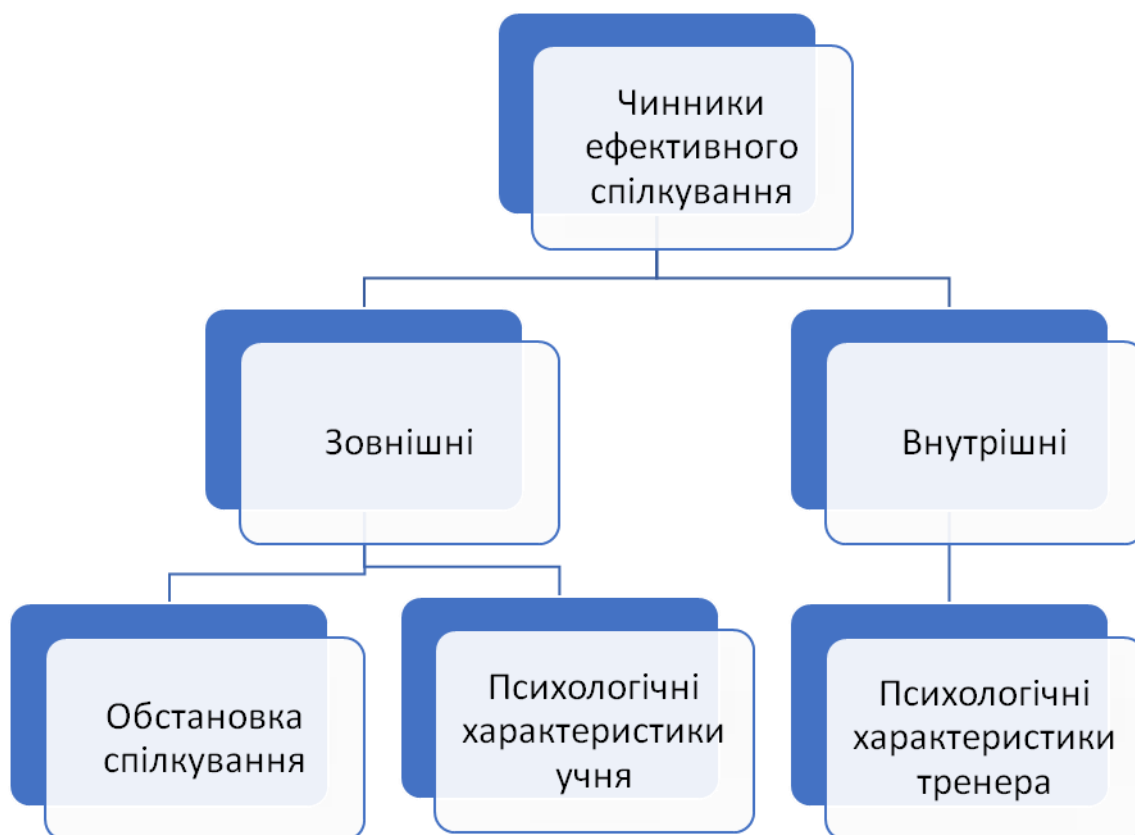 Чинники
ефективного
спілкування
Зовнішні
Внутрішні
Обстановка
спілкування
Психологічні
характеристики
учня
Психологічні
характеристики
тренера